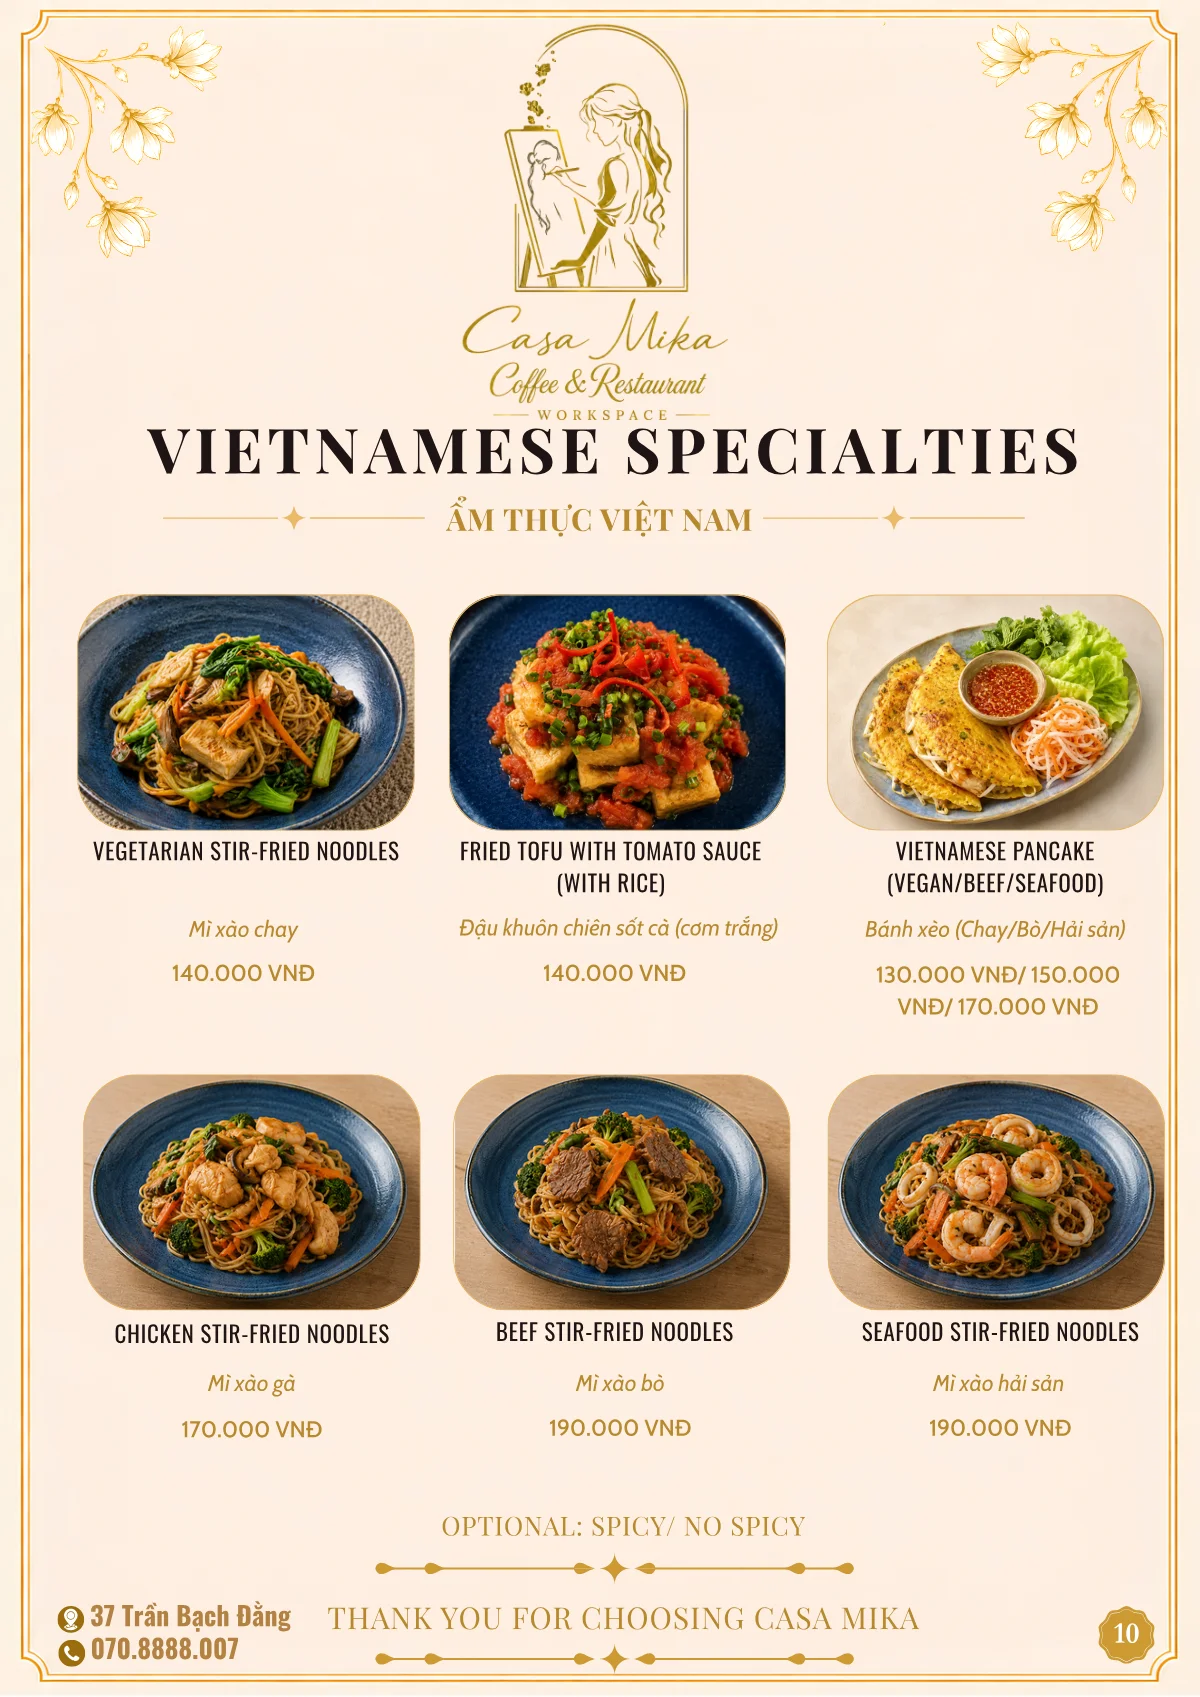 Casa Mika
Coffee & Restaurant
WORKSPACE
VIETNAMESE SPECIALTIES
ẨM THỰC VIỆT NAM
VEGETARIAN STIR-FRIED NOODLES
Mì xào chay
140.000 VNĐ
FRIED TOFU WITH TOMATO SAUCE
(WITH RICE)
Đậu khuôn chiên sốt cà (cơm trắng)
140.000 VNĐ
VIETNAMESE PANCAKE
(VEGAN/BEEF/SEAFOOD)
Bánh xèo (Chay/Bò/Hải sản)
130.000 VNĐ/ 150.000
VNĐ/ 170.000 VNĐ
CHICKEN STIR-FRIED NOODLES
Mì xào gà
170.000 VNĐ
BEEF STIR-FRIED NOODLES
Mì xào bò
190.000 VNĐ
SEAFOOD STIR-FRIED NOODLES
Mì xào hải sản
190.000 VNĐ
OPTIONAL: SPICY/ NO SPICY
37 Trần Bạch Đằng
070.8888.007
THANK YOU FOR CHOOSING CASA MIKA
10